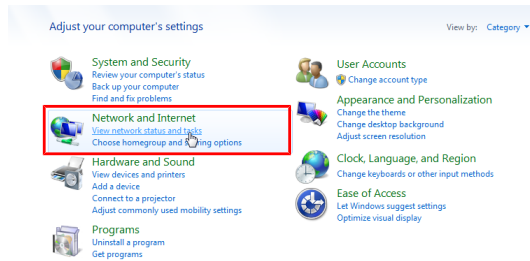 Adjust your computer's settings
View by: Category
System and Security
Review your computer's status
Back up your computer
Find and fix problems
Network and Internet
View network status and tasks
Choose homegroup and sharing options
Hardware and Sound
View devices and printers
Add a device
Connect to a projector
Adjust commonly used mobility settings
Programs
Uninstall a program
Get programs
User Accounts
Change account type
Appearance and Personalization
Change the theme
Change desktop background
Adjust screen resolution
Clock, Language, and Region
Change keyboards or other input methods
Ease of Access
Let Windows suggest settings
Optimize visual display